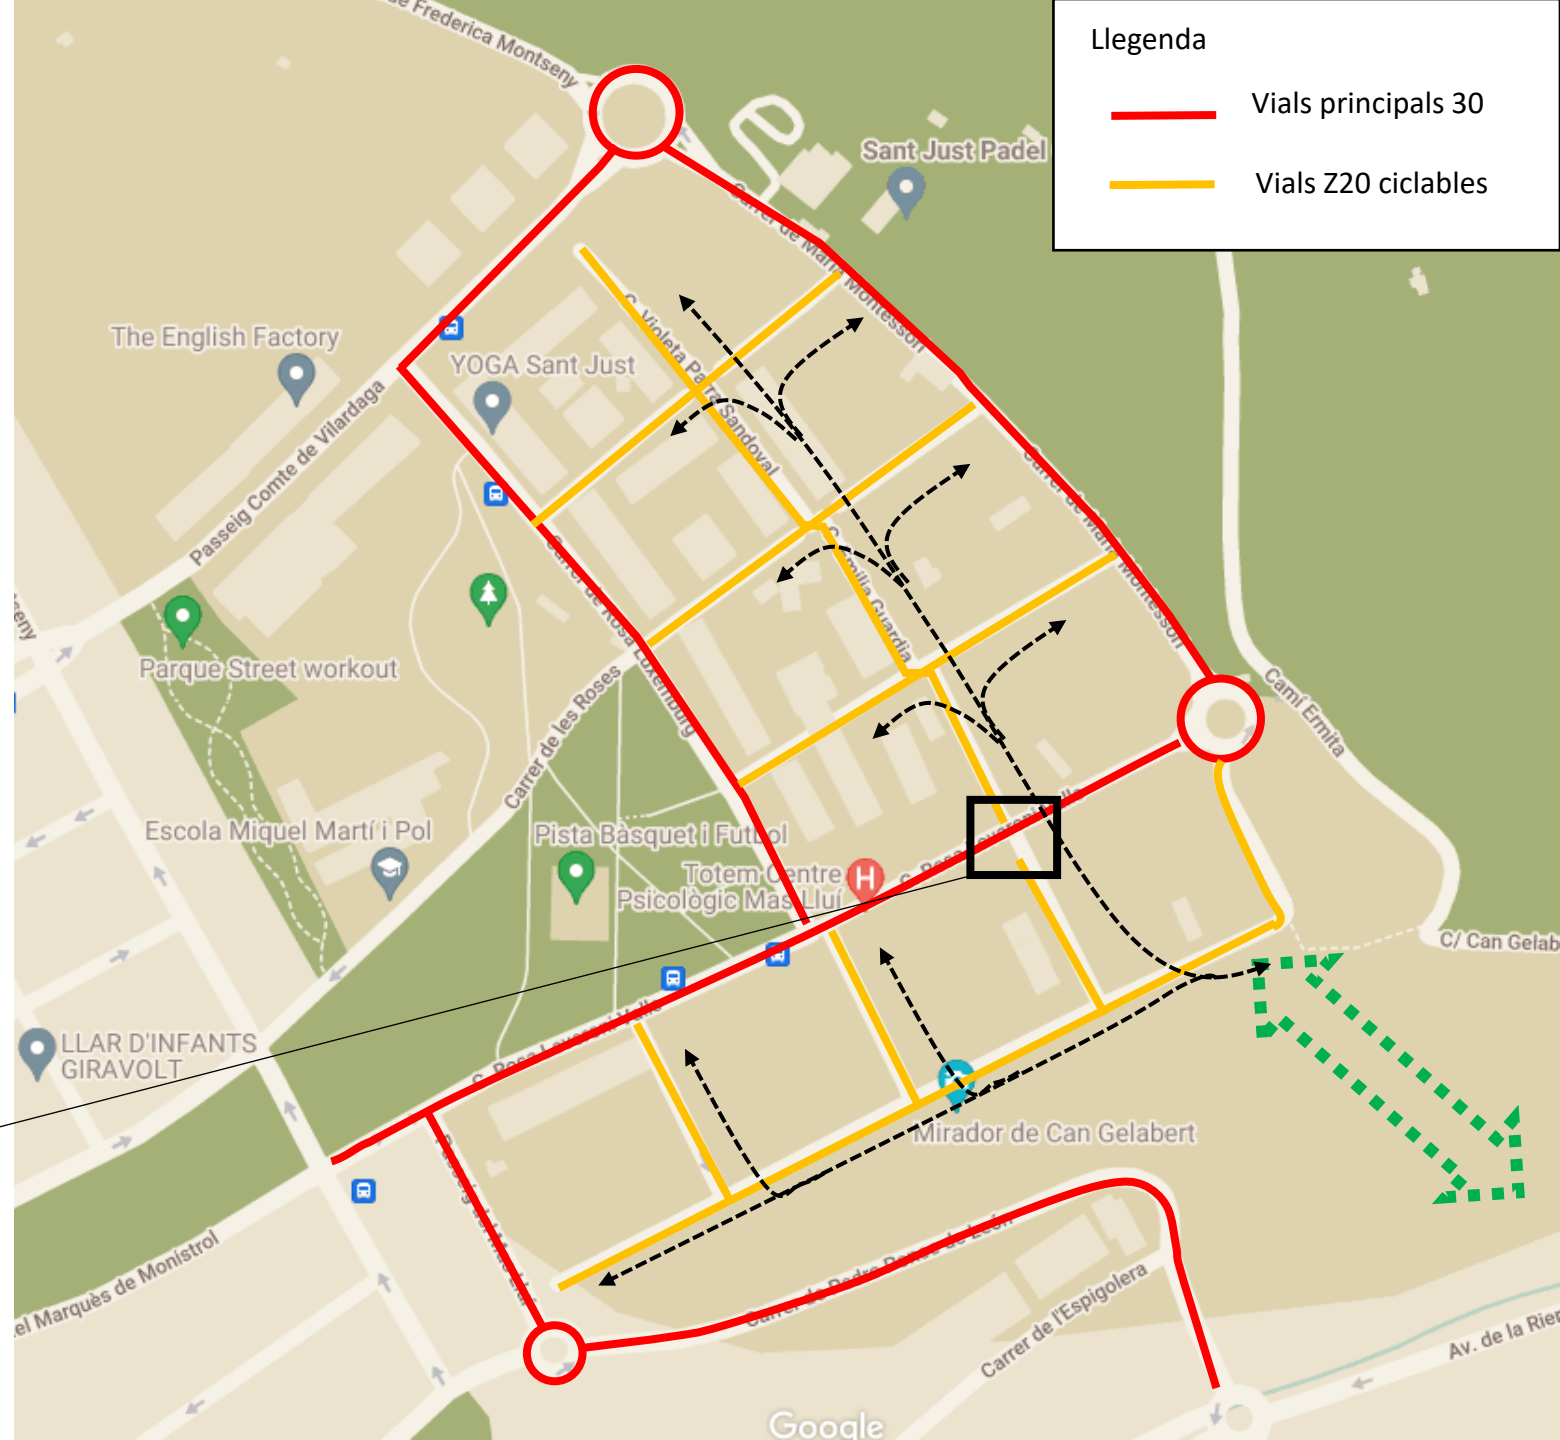 de Frederica Montseny
Llegenda
Vials principals 30
Vials Z20 ciclables
Sant Just Padel
Carrer de Maria Montessori
The English Factory
YOGA Sant Just
C. Violeta Parra Sandoval
Passeig Comte de Vilardaga
Carrer de Rosa Luxemburg
Carrer de Maria Montessori
Parque Street workout
Carrer de les Roses
Camí Ermita
Escola Miquel Martí i Pol
Pista Bàsquet i Futbol
Totem Centre
Psicològic Mas Lluí
C/ Can Gelab
LLAR D'INFANTS
GIRAVOLT
Mirador de Can Gelabert
el Marquès de Monistrol
Carrer de l'Espigolera
Av. de la Rier
Google